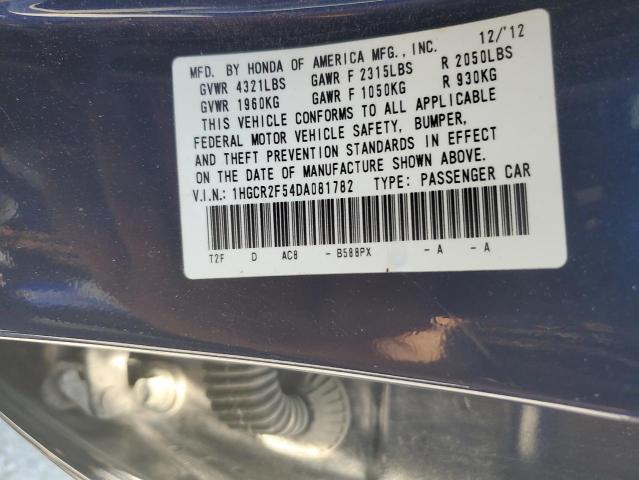 MFD. BY HONDA OF AMERICA MFG., INC. 12/'12
GVWR 4321LBS GAWR F 2315LBS R 2050LBS
GVWR 1960KG GAWR F 1050KG R 930KG
THIS VEHICLE CONFORMS TO ALL APPLICABLE
FEDERAL MOTOR VEHICLE SAFETY, BUMPER,
AND THEFT PREVENTION STANDARDS IN EFFECT
ON THE DATE OF MANUFACTURE SHOWN ABOVE.
V.I.N.: 1HGCR2F54DA081782 TYPE: PASSENGER CAR
T2F D AC8 - B588PX - A - A